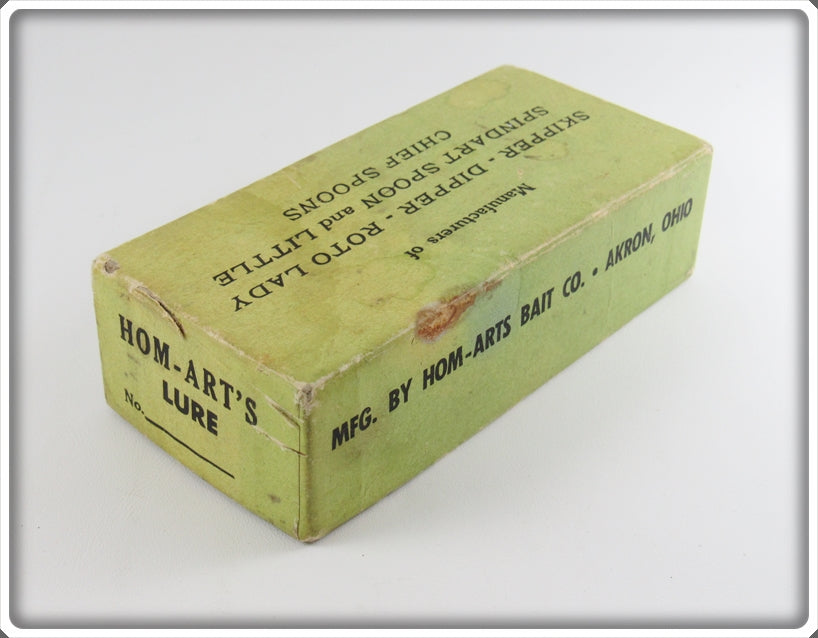 Manufacturers of
SKIPPER - DIPPER - ROTO LADY
SPINDART SPOON and LITTLE
CHIEF SPOONS
HOM-ART'S
LURE
No.
MFG. BY HOM-ARTS BAIT CO. • AKRON, OHIO